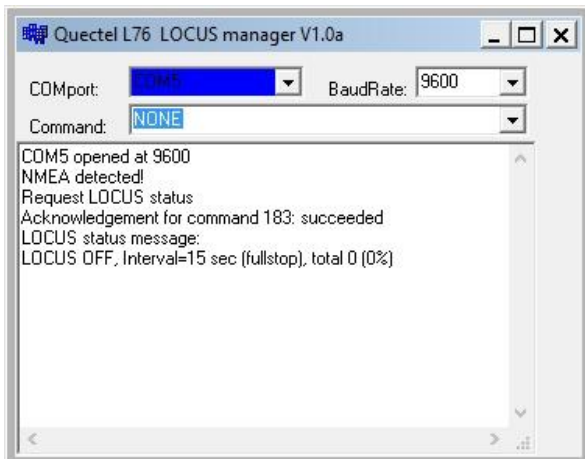 Quectel L76 LOCUS manager V1.0a
COMport: COM5 BaudRate: 9600
Command: NONE
COM5 opened at 9600
NMEA detected!
Request LOCUS status
Acknowledgement for command 183: succeeded
LOCUS status message:
LOCUS OFF, Interval=15 sec (fullstop), total 0 (0%)